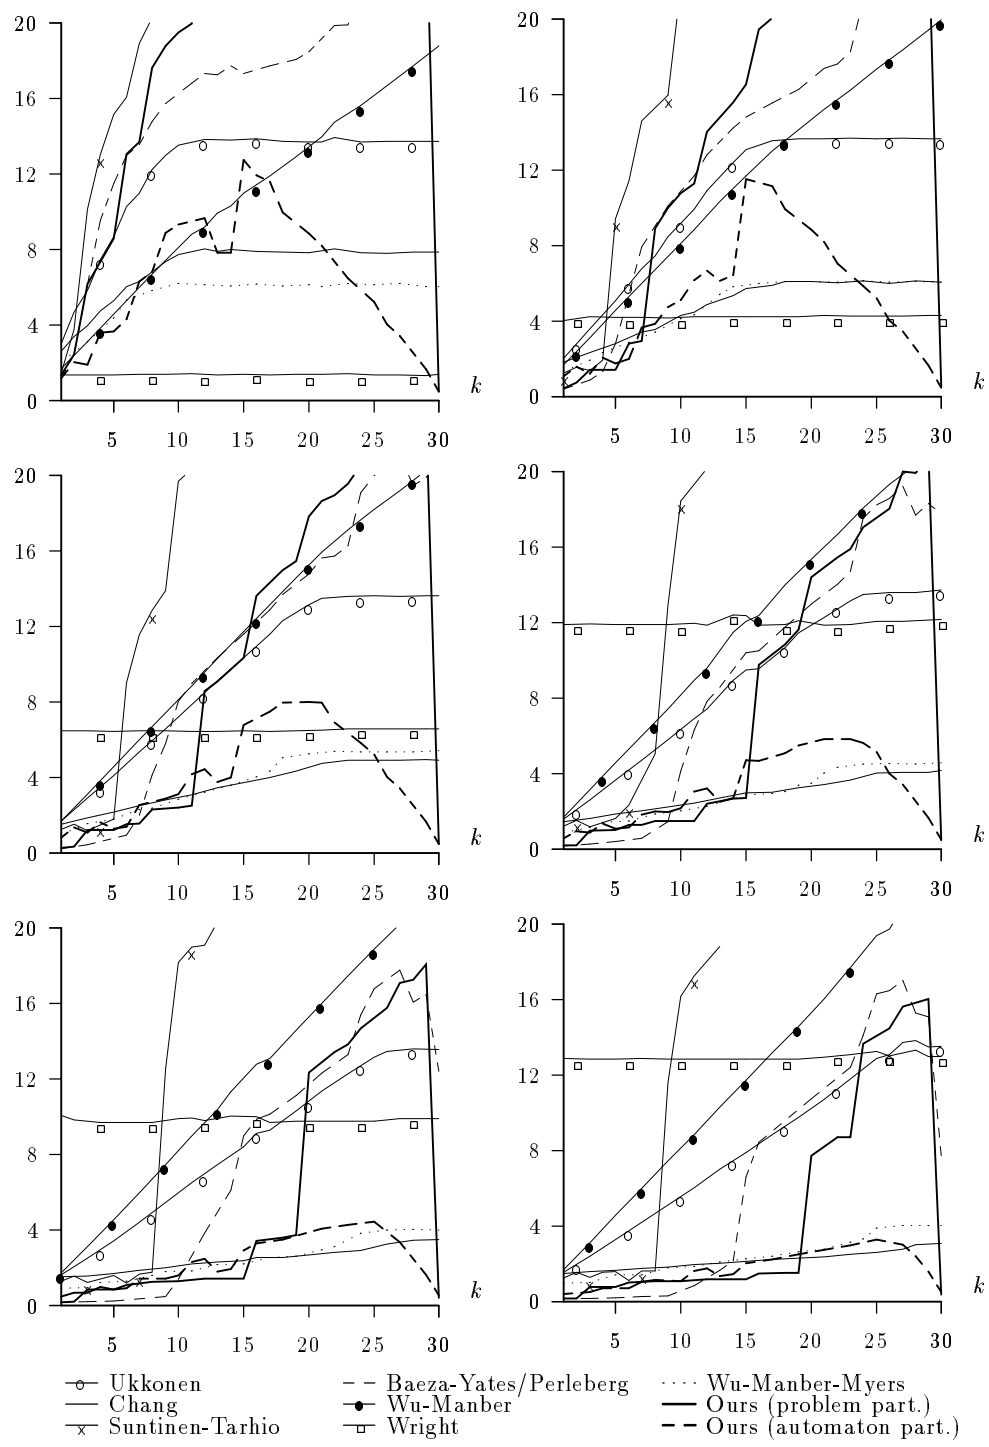 20
16
12
8
4
0
5 10 15 20 25 30
k
20
16
12
8
4
0
5 10 15 20 25 30
k
20
16
12
8
4
0
5 10 15 20 25 30
k
20
16
12
8
4
0
5 10 15 20 25 30
k
20
16
12
8
4
0
5 10 15 20 25 30
k
20
16
12
8
4
0
5 10 15 20 25 30
k
Ukkonen
Chang
Suntinen-Tarhio
Baeza-Yates/Perleberg
Wu-Manber
Wright
Wu-Manber-Myers
Ours (problem part.)
Ours (automaton part.)